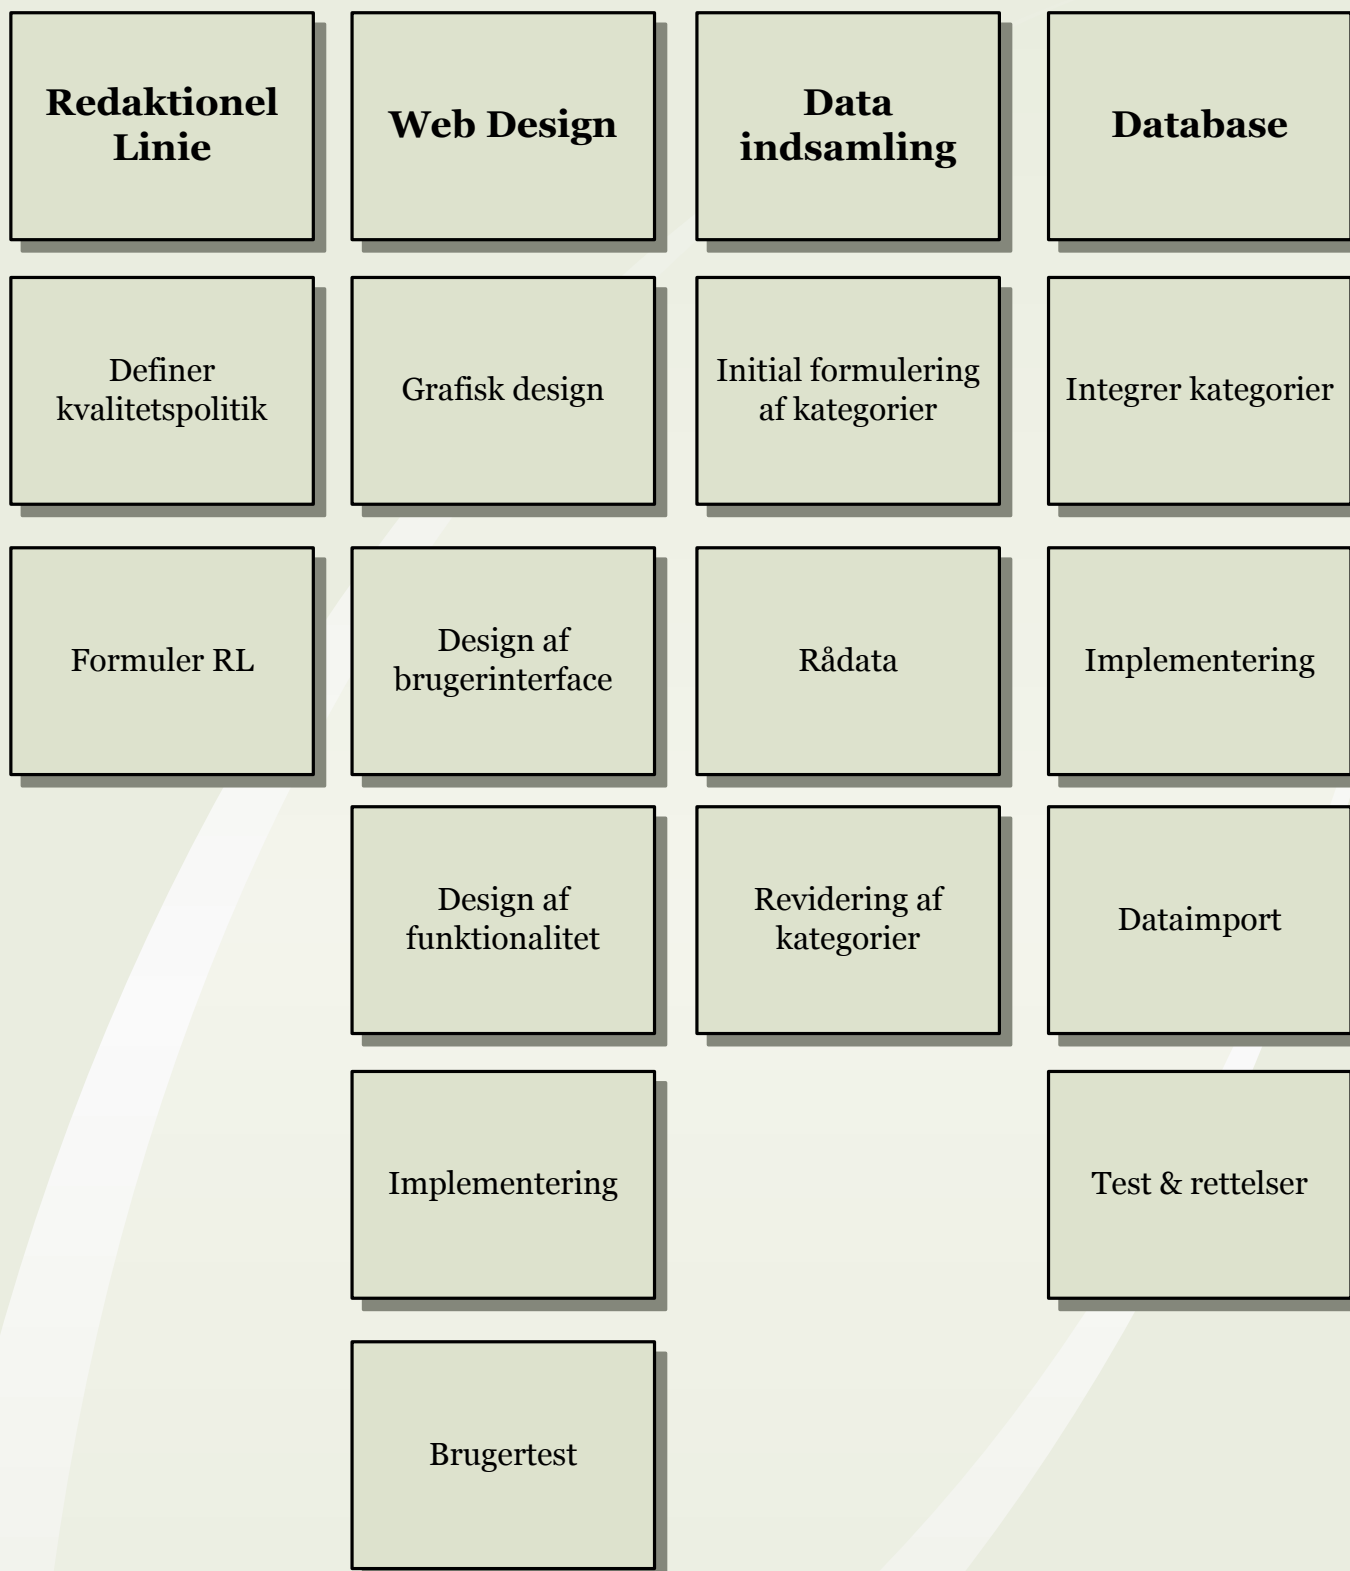 Redaktionel
Linie
Web Design
Data
indsamling
Database
Definer
kvalitetspolitik
Grafisk design
Initial formulering
af kategorier
Integrer kategorier
Formuler RL
Design af
brugerinterface
Rådata
Implementering
Design af
funktionalitet
Revidering af
kategorier
Dataimport
Implementering
Test & rettelser
Brugertest